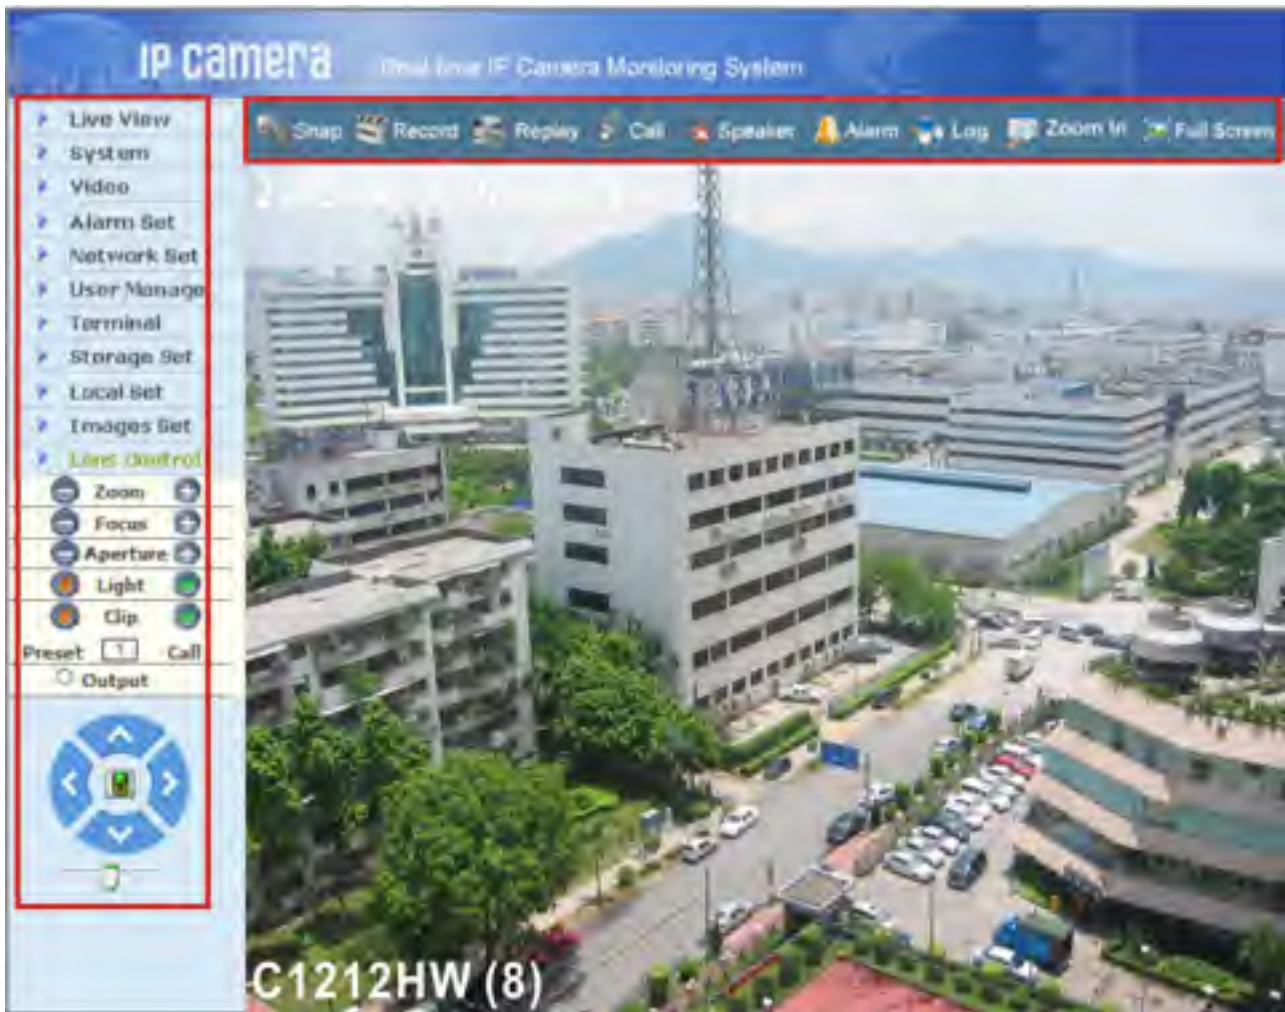 IP camera
Real time IP Camera Monitoring System
Live View
System
Video
Alarm Set
Network Set
User Manage
Terminal
Storage Set
Local Set
Images Set
Lens Control
Zoom
Focus
Aperture
Light
Clip
Preset 1 Call
Output
Snap Record Replay Call Speaker Alarm Log Zoom In Full Screen
C1212HW (8)